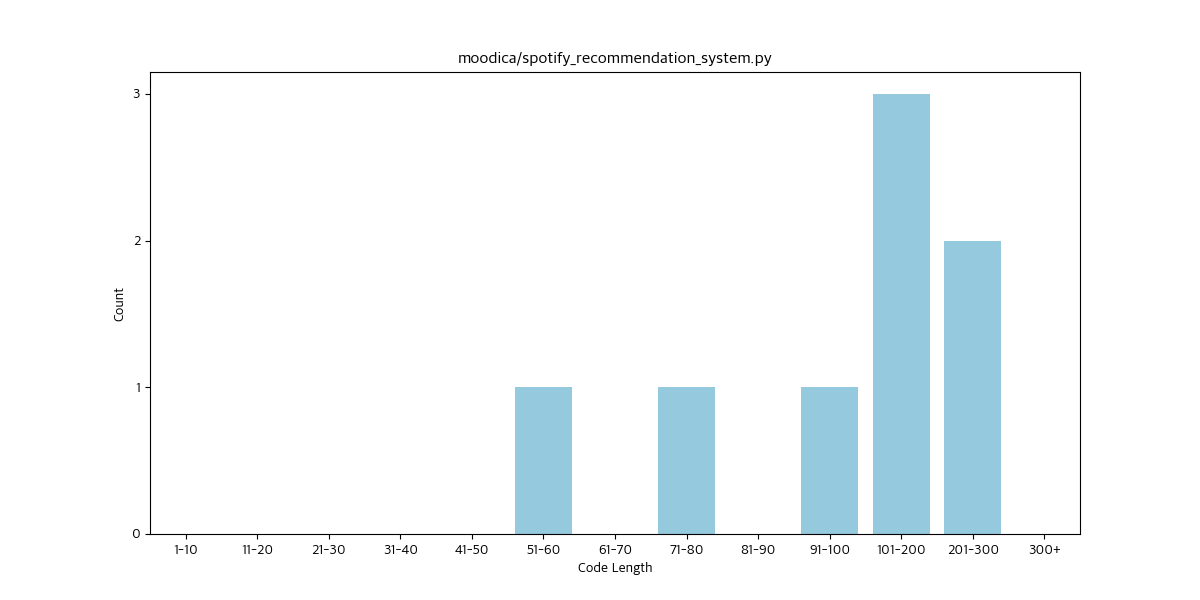 moodica/spotify_recommendation_system.py
3
2
1
0
Count
1-10 11-20 21-30 31-40 41-50 51-60 61-70 71-80 81-90 91-100 101-200 201-300 300+
Code Length